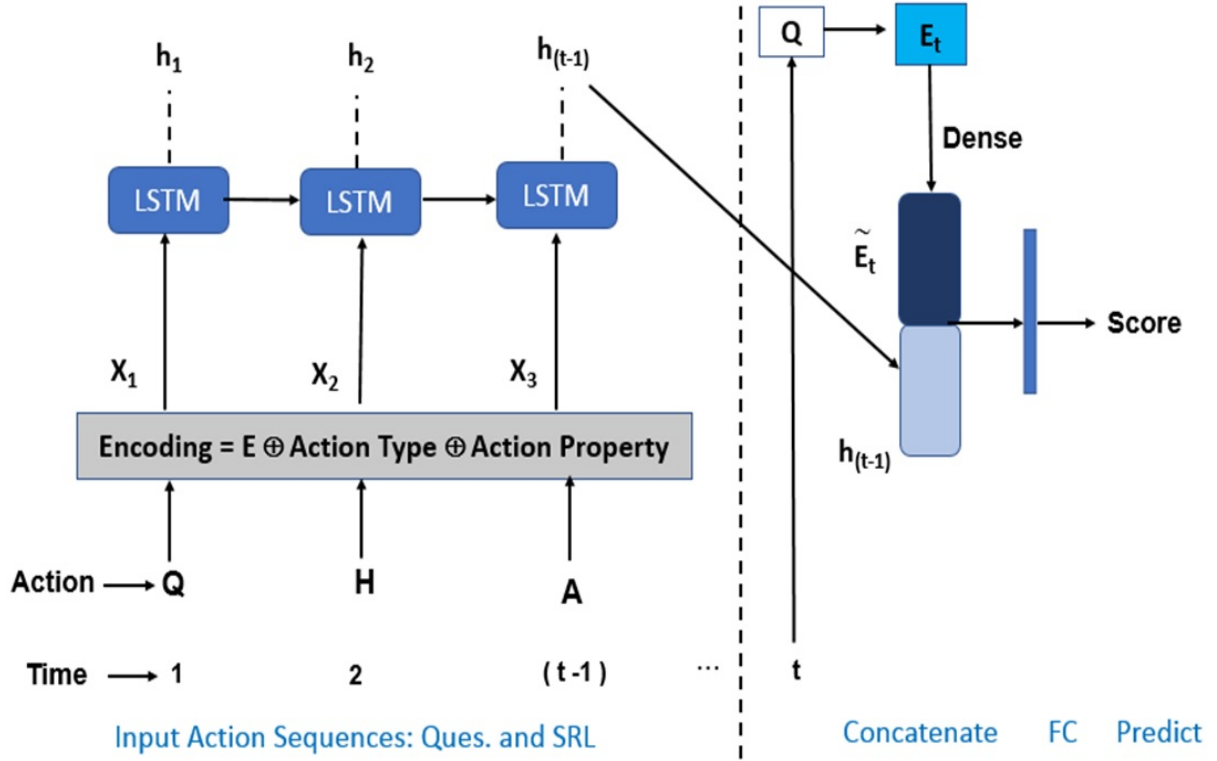 h₁ h₂ h₍ₜ₋₁₎ Q Eₜ
Dense
LSTM LSTM LSTM
Ẽₜ
Score
X₁ X₂ X₃
Encoding = E ⊕ Action Type ⊕ Action Property
h₍ₜ₋₁₎
Action Q H A
Time 1 2 (t-1) ... t
Input Action Sequences: Ques. and SRL
Concatenate FC Predict